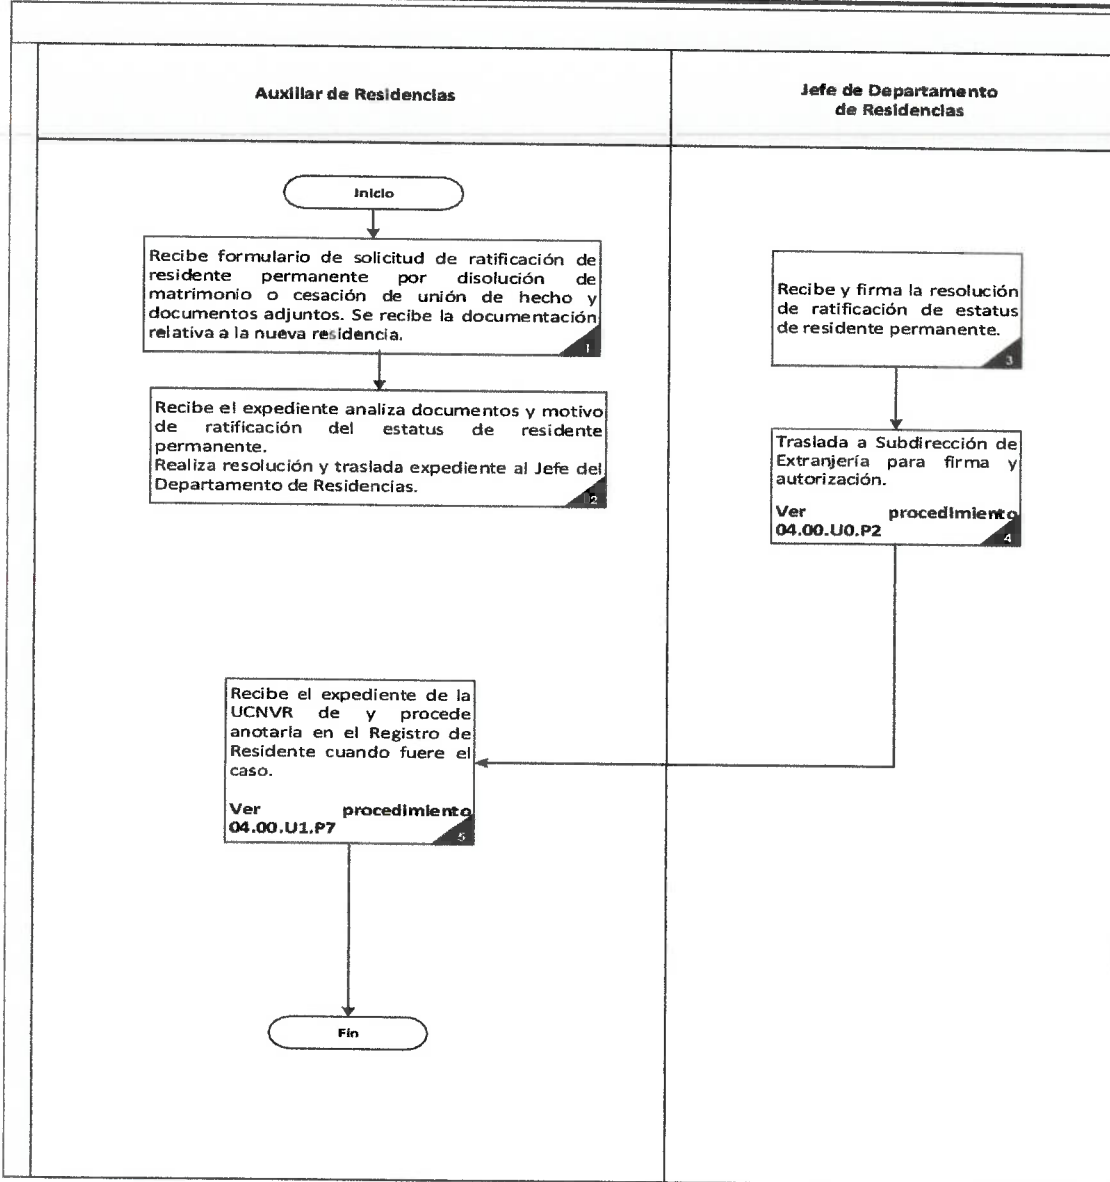 Auxiliar de Residencias
Jefe de Departamento
de Residencias
Inicio
Recibe formulario de solicitud de ratificación de
residente permanente por disolución de
matrimonio o cesación de unión de hecho y
documentos adjuntos. Se recibe la documentación
relativa a la nueva residencia.
1
Recibe el expediente analiza documentos y motivo
de ratificación del estatus de residente
permanente.
Realiza resolución y traslada expediente al Jefe del
Departamento de Residencias.
2
Recibe y firma la resolución
de ratificación de estatus
de residente permanente.
3
Traslada a Subdirección de
Extranjería para firma y
autorización.
Ver procedimiento
04.00.U0.P2
4
Recibe el expediente de la
UCNVR de y procede
anotarla en el Registro de
Residente cuando fuere el
caso.
Ver procedimiento
04.00.U1.P7
5
Fin